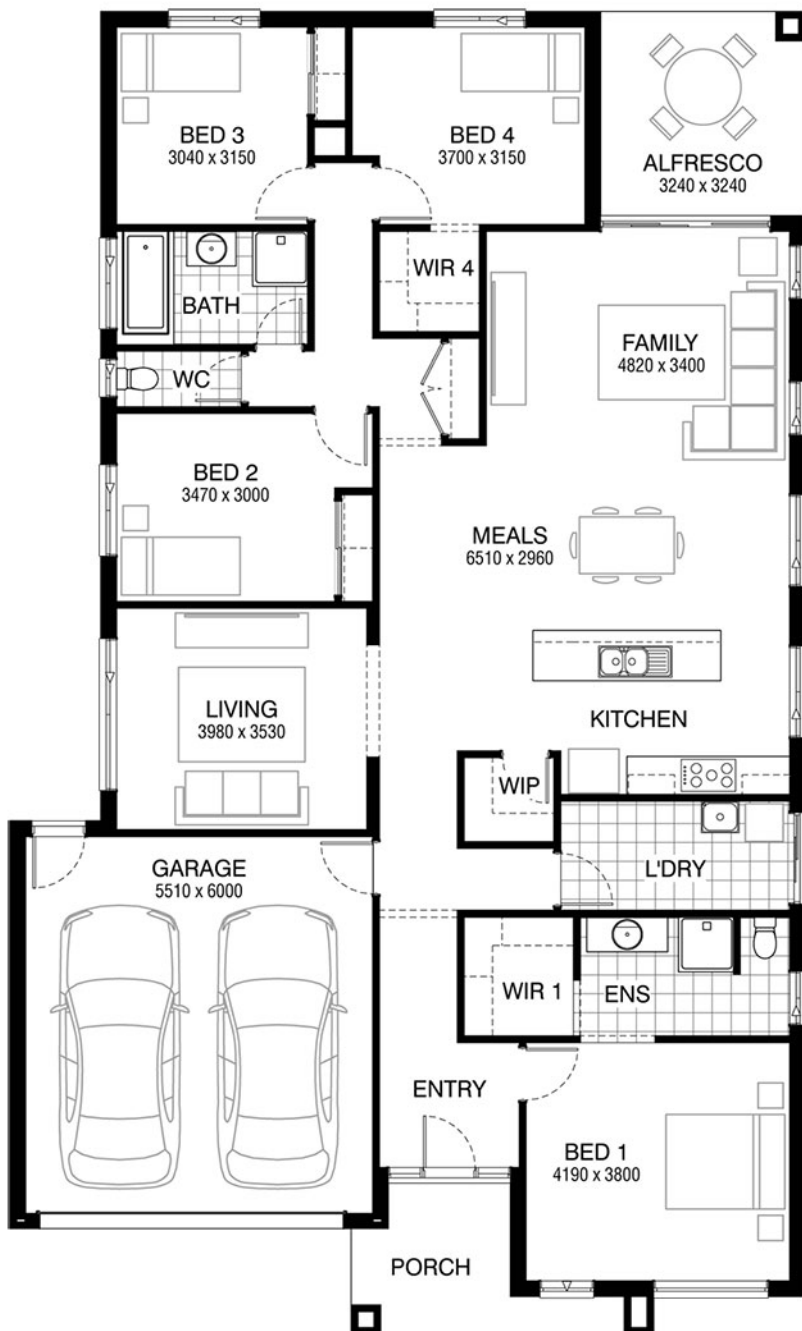 BED 3
3040 x 3150
BED 4
3700 x 3150
ALFRESCO
3240 x 3240
WIR 4
BATH
FAMILY
4820 x 3400
WC
BED 2
3470 x 3000
MEALS
6510 x 2960
LIVING
3980 x 3530
KITCHEN
WIP
GARAGE
5510 x 6000
L'DRY
WIR 1
ENS
ENTRY
BED 1
4190 x 3800
PORCH